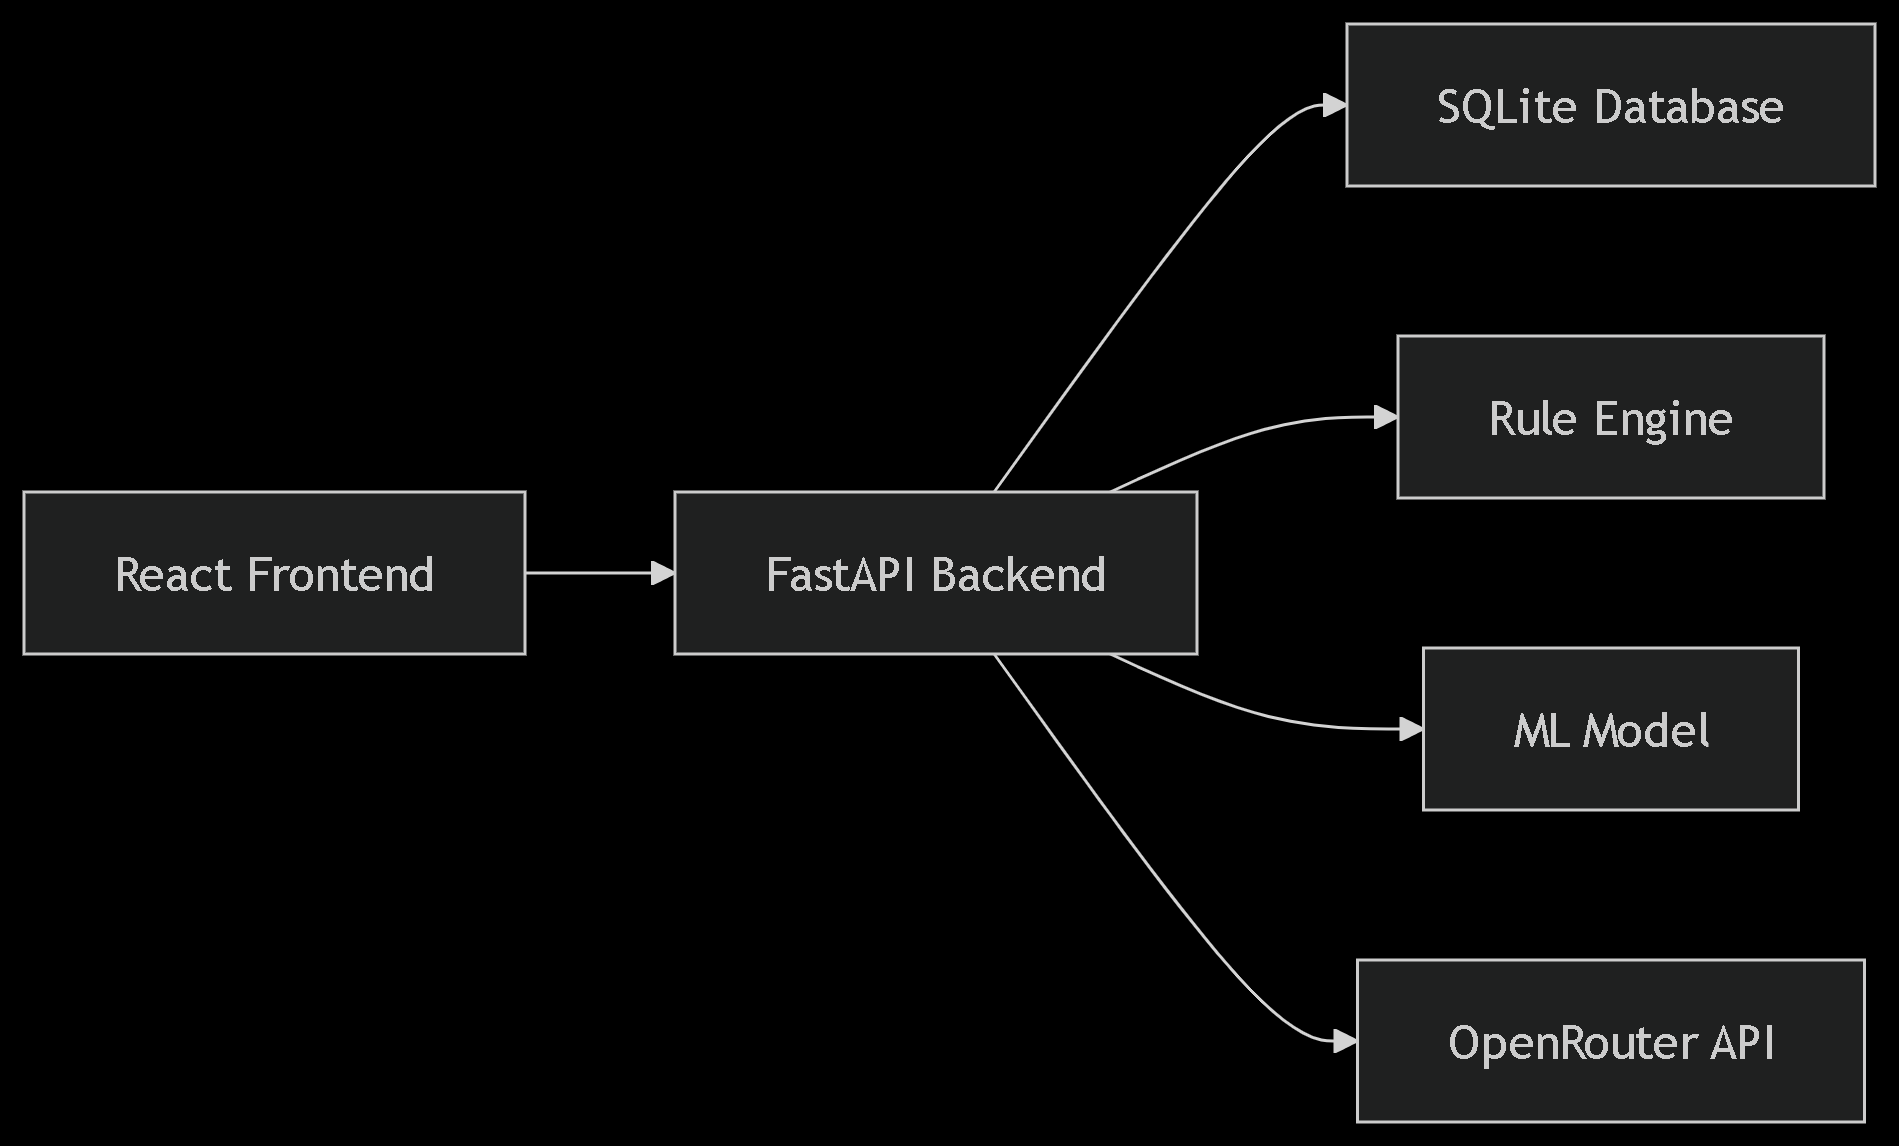 React Frontend
FastAPI Backend
SQLite Database
Rule Engine
ML Model
OpenRouter API